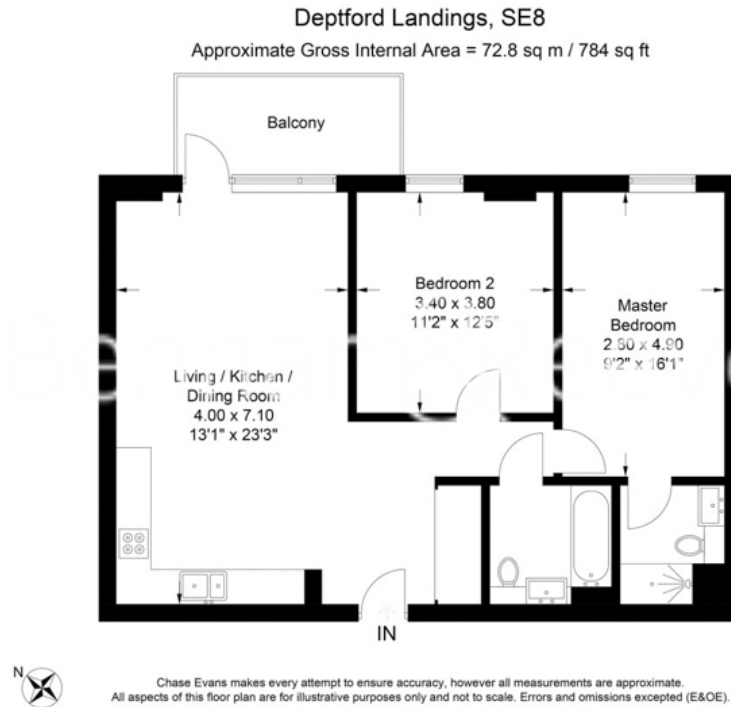 Deptford Landings, SE8
Approximate Gross Internal Area = 72.8 sq m / 784 sq ft
Balcony
Bedroom 2
3.40 x 3.80
11'2" x 12'5"
Master
Bedroom
2.80 x 4.90
9'2" x 16'1"
Living / Kitchen /
Dining Room
4.00 x 7.10
13'1" x 23'3"
IN
N
Chase Evans makes every attempt to ensure accuracy, however all measurements are approximate.
All aspects of this floor plan are for illustrative purposes only and not to scale. Errors and omissions excepted (E&OE).